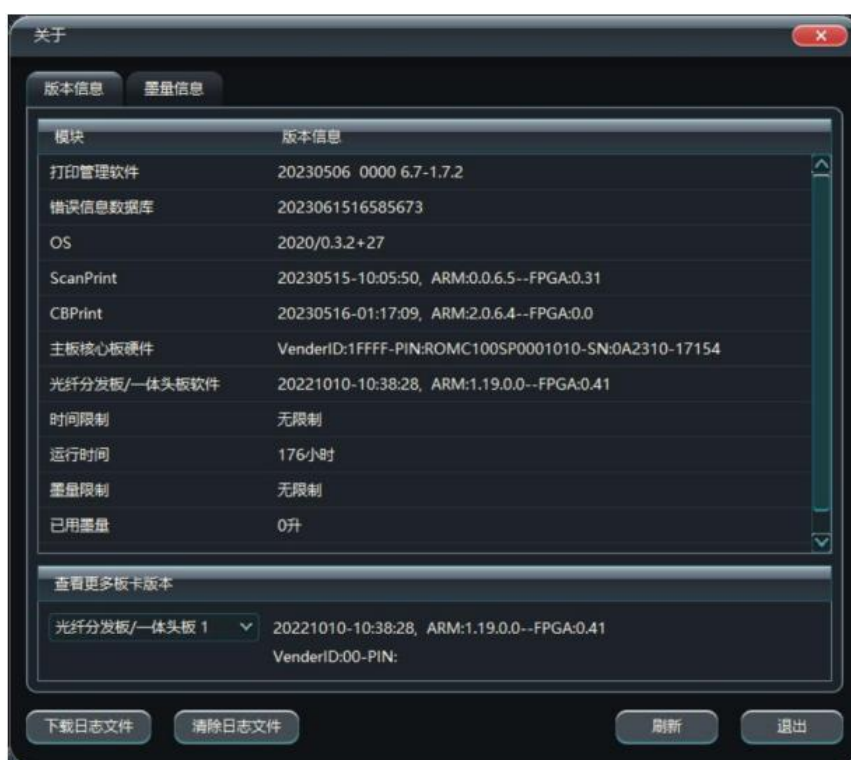 关于
版本信息 墨量信息
模块 版本信息
打印管理软件 20230506 0000 6.7-1.7.2
错误信息数据库 2023061516585673
OS 2020/0.3.2+27
ScanPrint 20230515-10:05:50, ARM:0.0.6.5--FPGA:0.31
CBPrint 20230516-01:17:09, ARM:2.0.6.4--FPGA:0.0
主板核心板硬件 VenderID:1FFFF-PIN:ROMC100SP0001010-SN:0A2310-17154
光纤分发板/一体头板软件 20221010-10:38:28, ARM:1.19.0.0--FPGA:0.41
时间限制 无限制
运行时间 176小时
墨量限制 无限制
已用墨量 0升
查看更多板卡版本
光纤分发板/一体头板 1 20221010-10:38:28, ARM:1.19.0.0--FPGA:0.41
VenderID:00-PIN:
下载日志文件 清除日志文件 刷新 退出